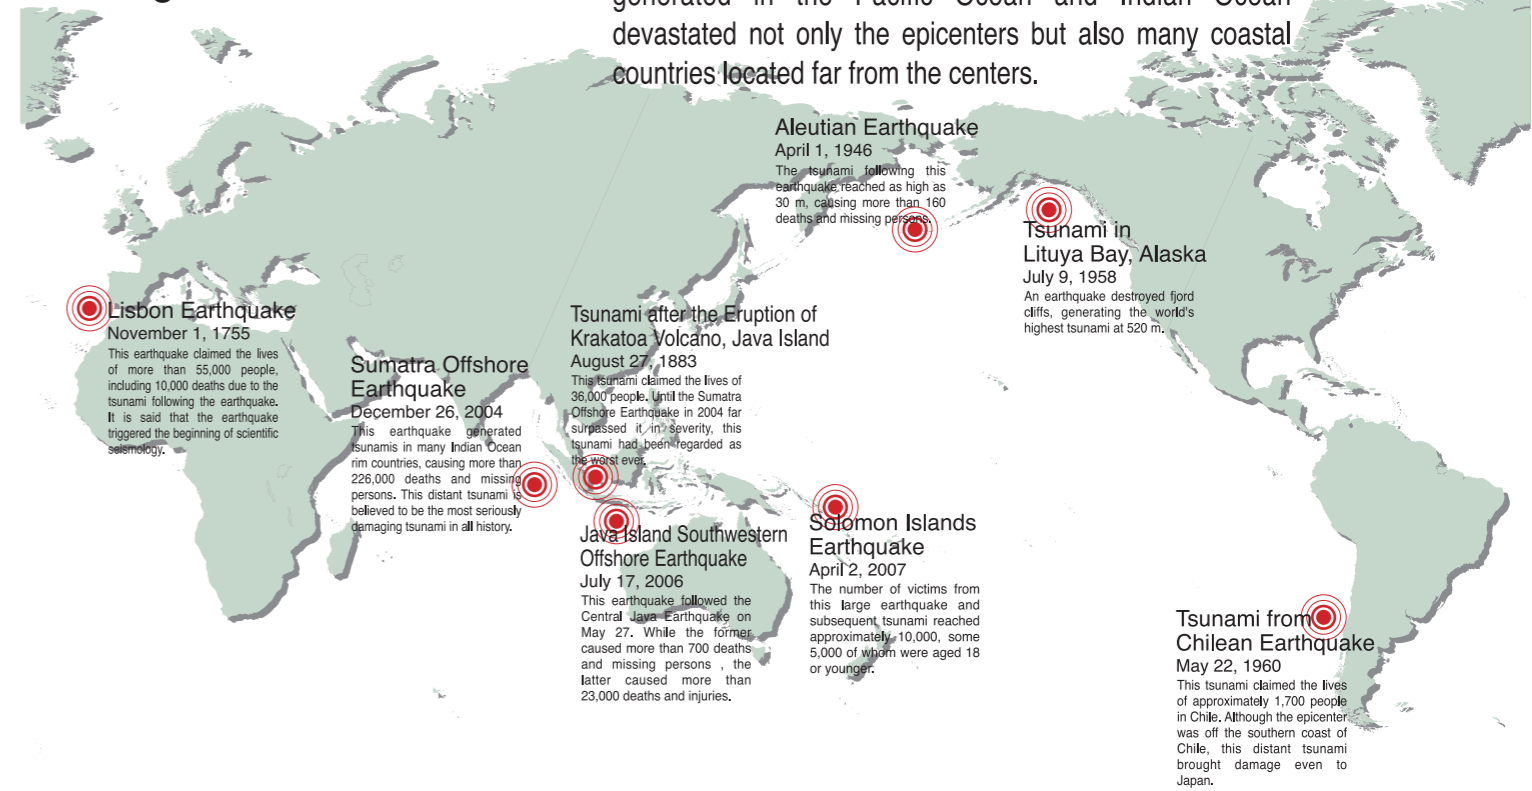 generated in the Pacific Ocean and Indian Ocean
devastated not only the epicenters but also many coastal
countries located far from the centers.
Aleutian Earthquake
April 1, 1946
The tsunami following this
earthquake reached as high as
30 m, causing more than 160
deaths and missing persons.
Tsunami in
Lituya Bay, Alaska
July 9, 1958
An earthquake destroyed fjord
cliffs, generating the world's
highest tsunami at 520 m.
Lisbon Earthquake
November 1, 1755
This earthquake claimed the lives
of more than 55,000 people,
including 10,000 deaths due to the
tsunami following the earthquake.
It is said that the earthquake
triggered the beginning of scientific
seismology.
Sumatra Offshore
Earthquake
December 26, 2004
This earthquake generated
tsunamis in many Indian Ocean
rim countries, causing more than
226,000 deaths and missing
persons. This distant tsunami is
believed to be the most seriously
damaging tsunami in all history.
Tsunami after the Eruption of
Krakatoa Volcano, Java Island
August 27, 1883
This tsunami claimed the lives of
36,000 people. Until the Sumatra
Offshore Earthquake in 2004 far
surpassed it in severity, this
tsunami had been regarded as
the worst ever.
Java Island Southwestern
Offshore Earthquake
July 17, 2006
This earthquake followed the
Central Java Earthquake on
May 27. While the former
caused more than 700 deaths
and missing persons , the
latter caused more than
23,000 deaths and injuries.
Solomon Islands
Earthquake
April 2, 2007
The number of victims from
this large earthquake and
subsequent tsunami reached
approximately 10,000, some
5,000 of whom were aged 18
or younger.
Tsunami from
Chilean Earthquake
May 22, 1960
This tsunami claimed the lives
of approximately 1,700 people
in Chile. Although the epicenter
was off the southern coast of
Chile, this distant tsunami
brought damage even to
Japan.